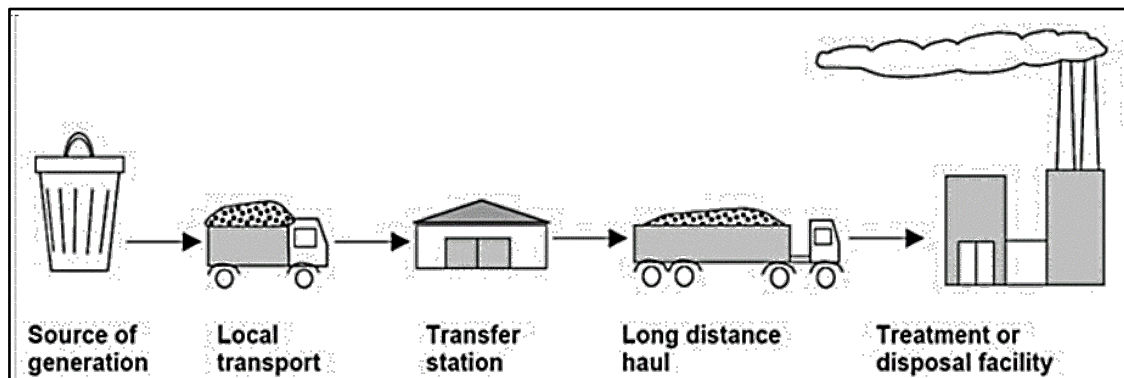 Source of
generation
Local
transport
Transfer
station
Long distance
haul
Treatment or
disposal facility